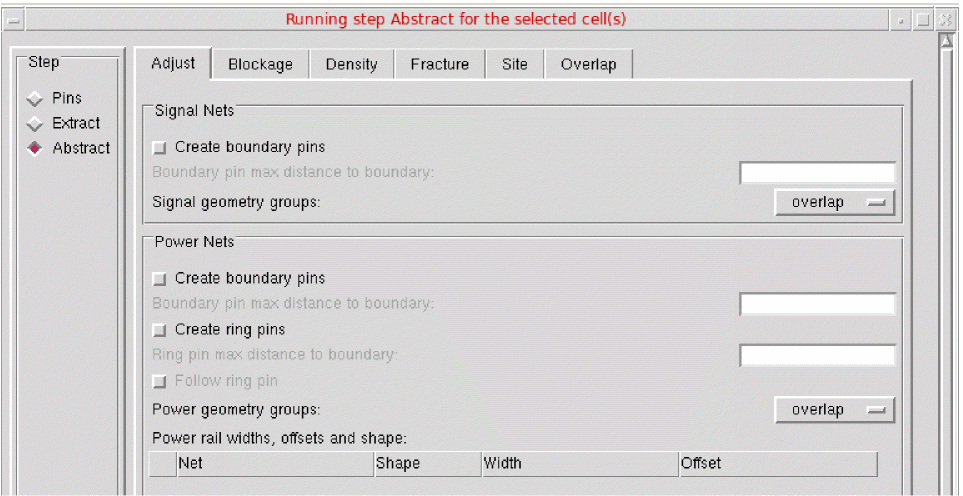 Running step Abstract for the selected cell(s)
Step
Pins
Extract
Abstract
Adjust Blockage Density Fracture Site Overlap
Signal Nets
Create boundary pins
Boundary pin max distance to boundary:
Signal geometry groups: overlap
Power Nets
Create boundary pins
Boundary pin max distance to boundary:
Create ring pins
Ring pin max distance to boundary:
Follow ring pin
Power geometry groups: overlap
Power rail widths, offsets and shape:
Net Shape Width Offset